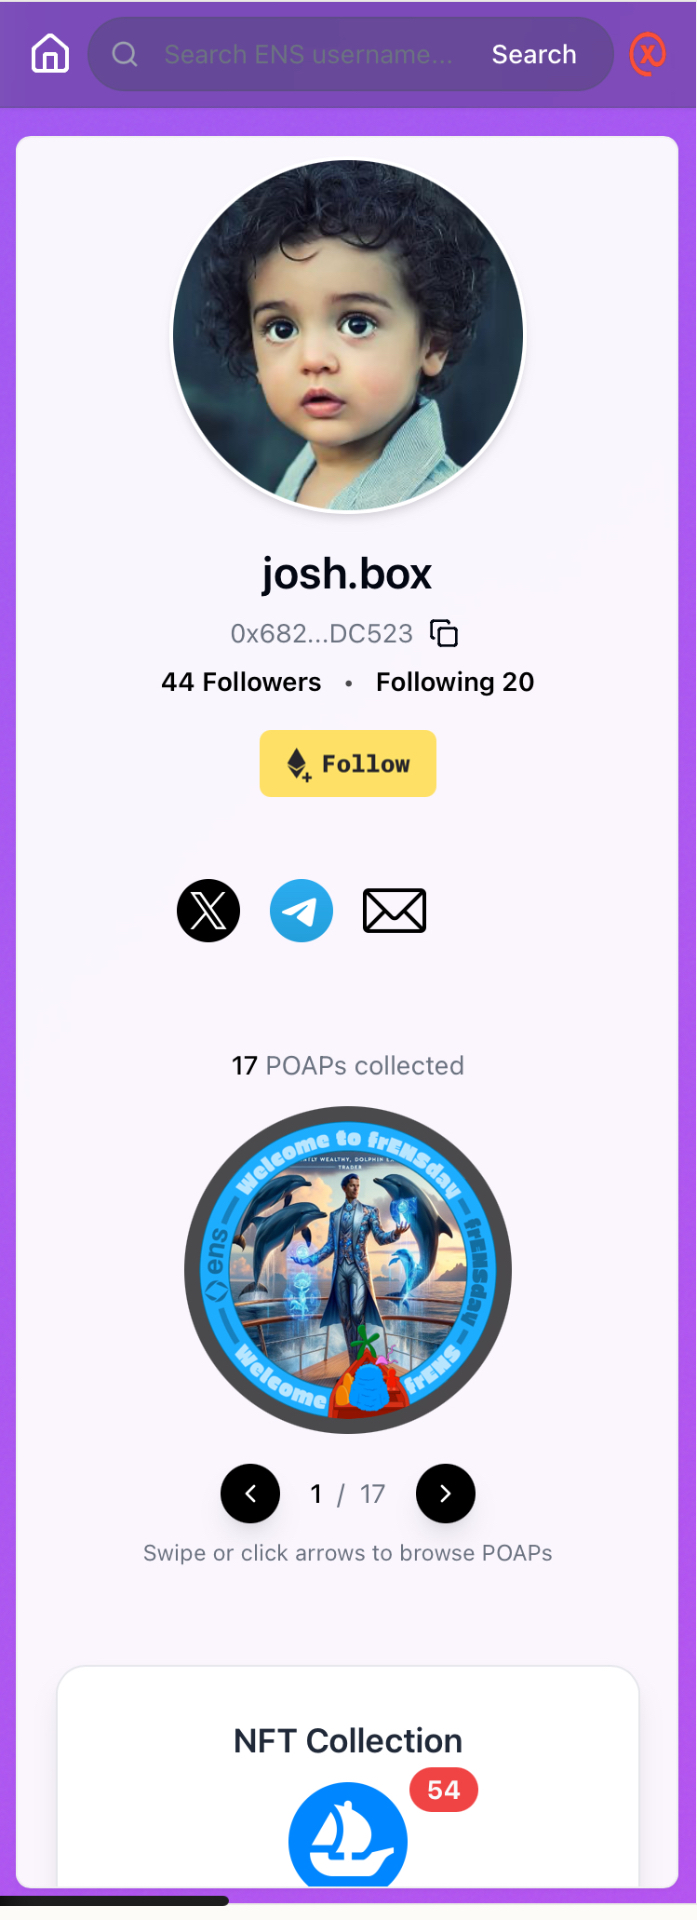 Search ENS username... Search
josh.box
0x682...DC523
44 Followers • Following 20
Follow
17 POAPs collected
Welcome to frENSday – frENSday – frENS
Welcome
ens
TLY WEALTHY, DOLPHIN
TRADER
1 / 17
Swipe or click arrows to browse POAPs
NFT Collection
54